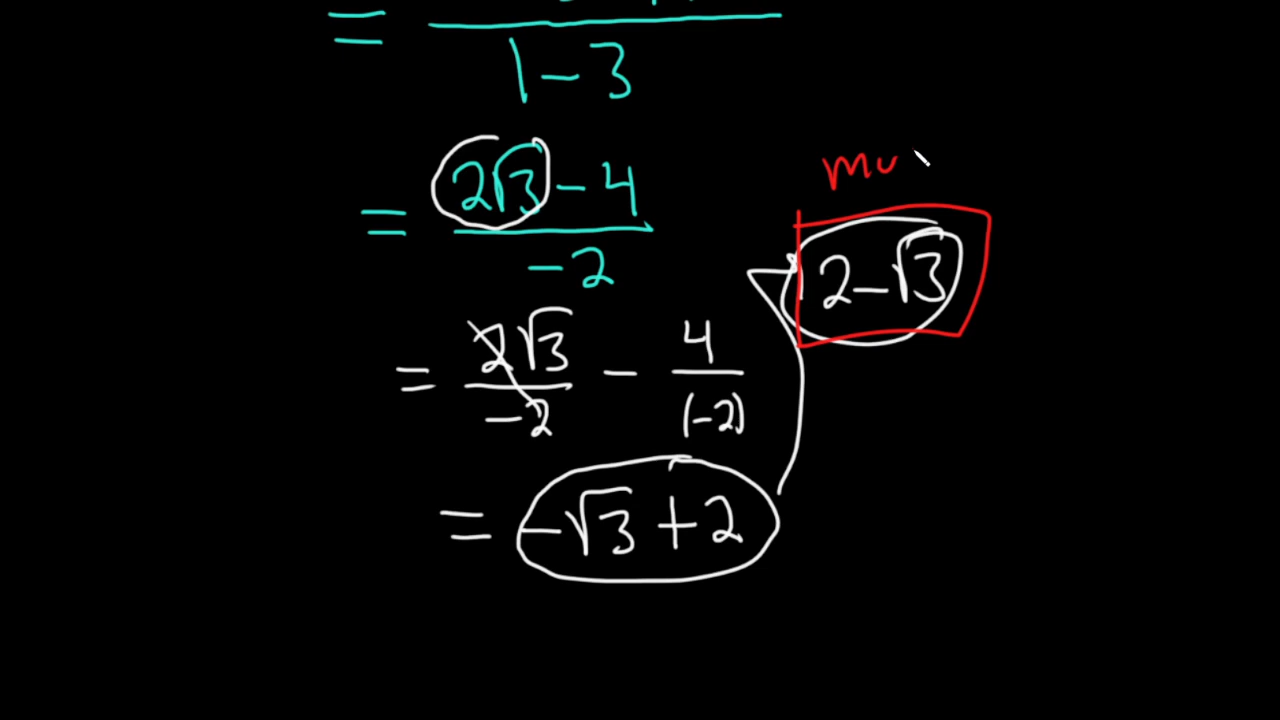 = 1 - 3
= (2√3 - 4) / -2
mu
2 - √3
= 2√3 / -2 - 4 / (-2)
= -√3 + 2